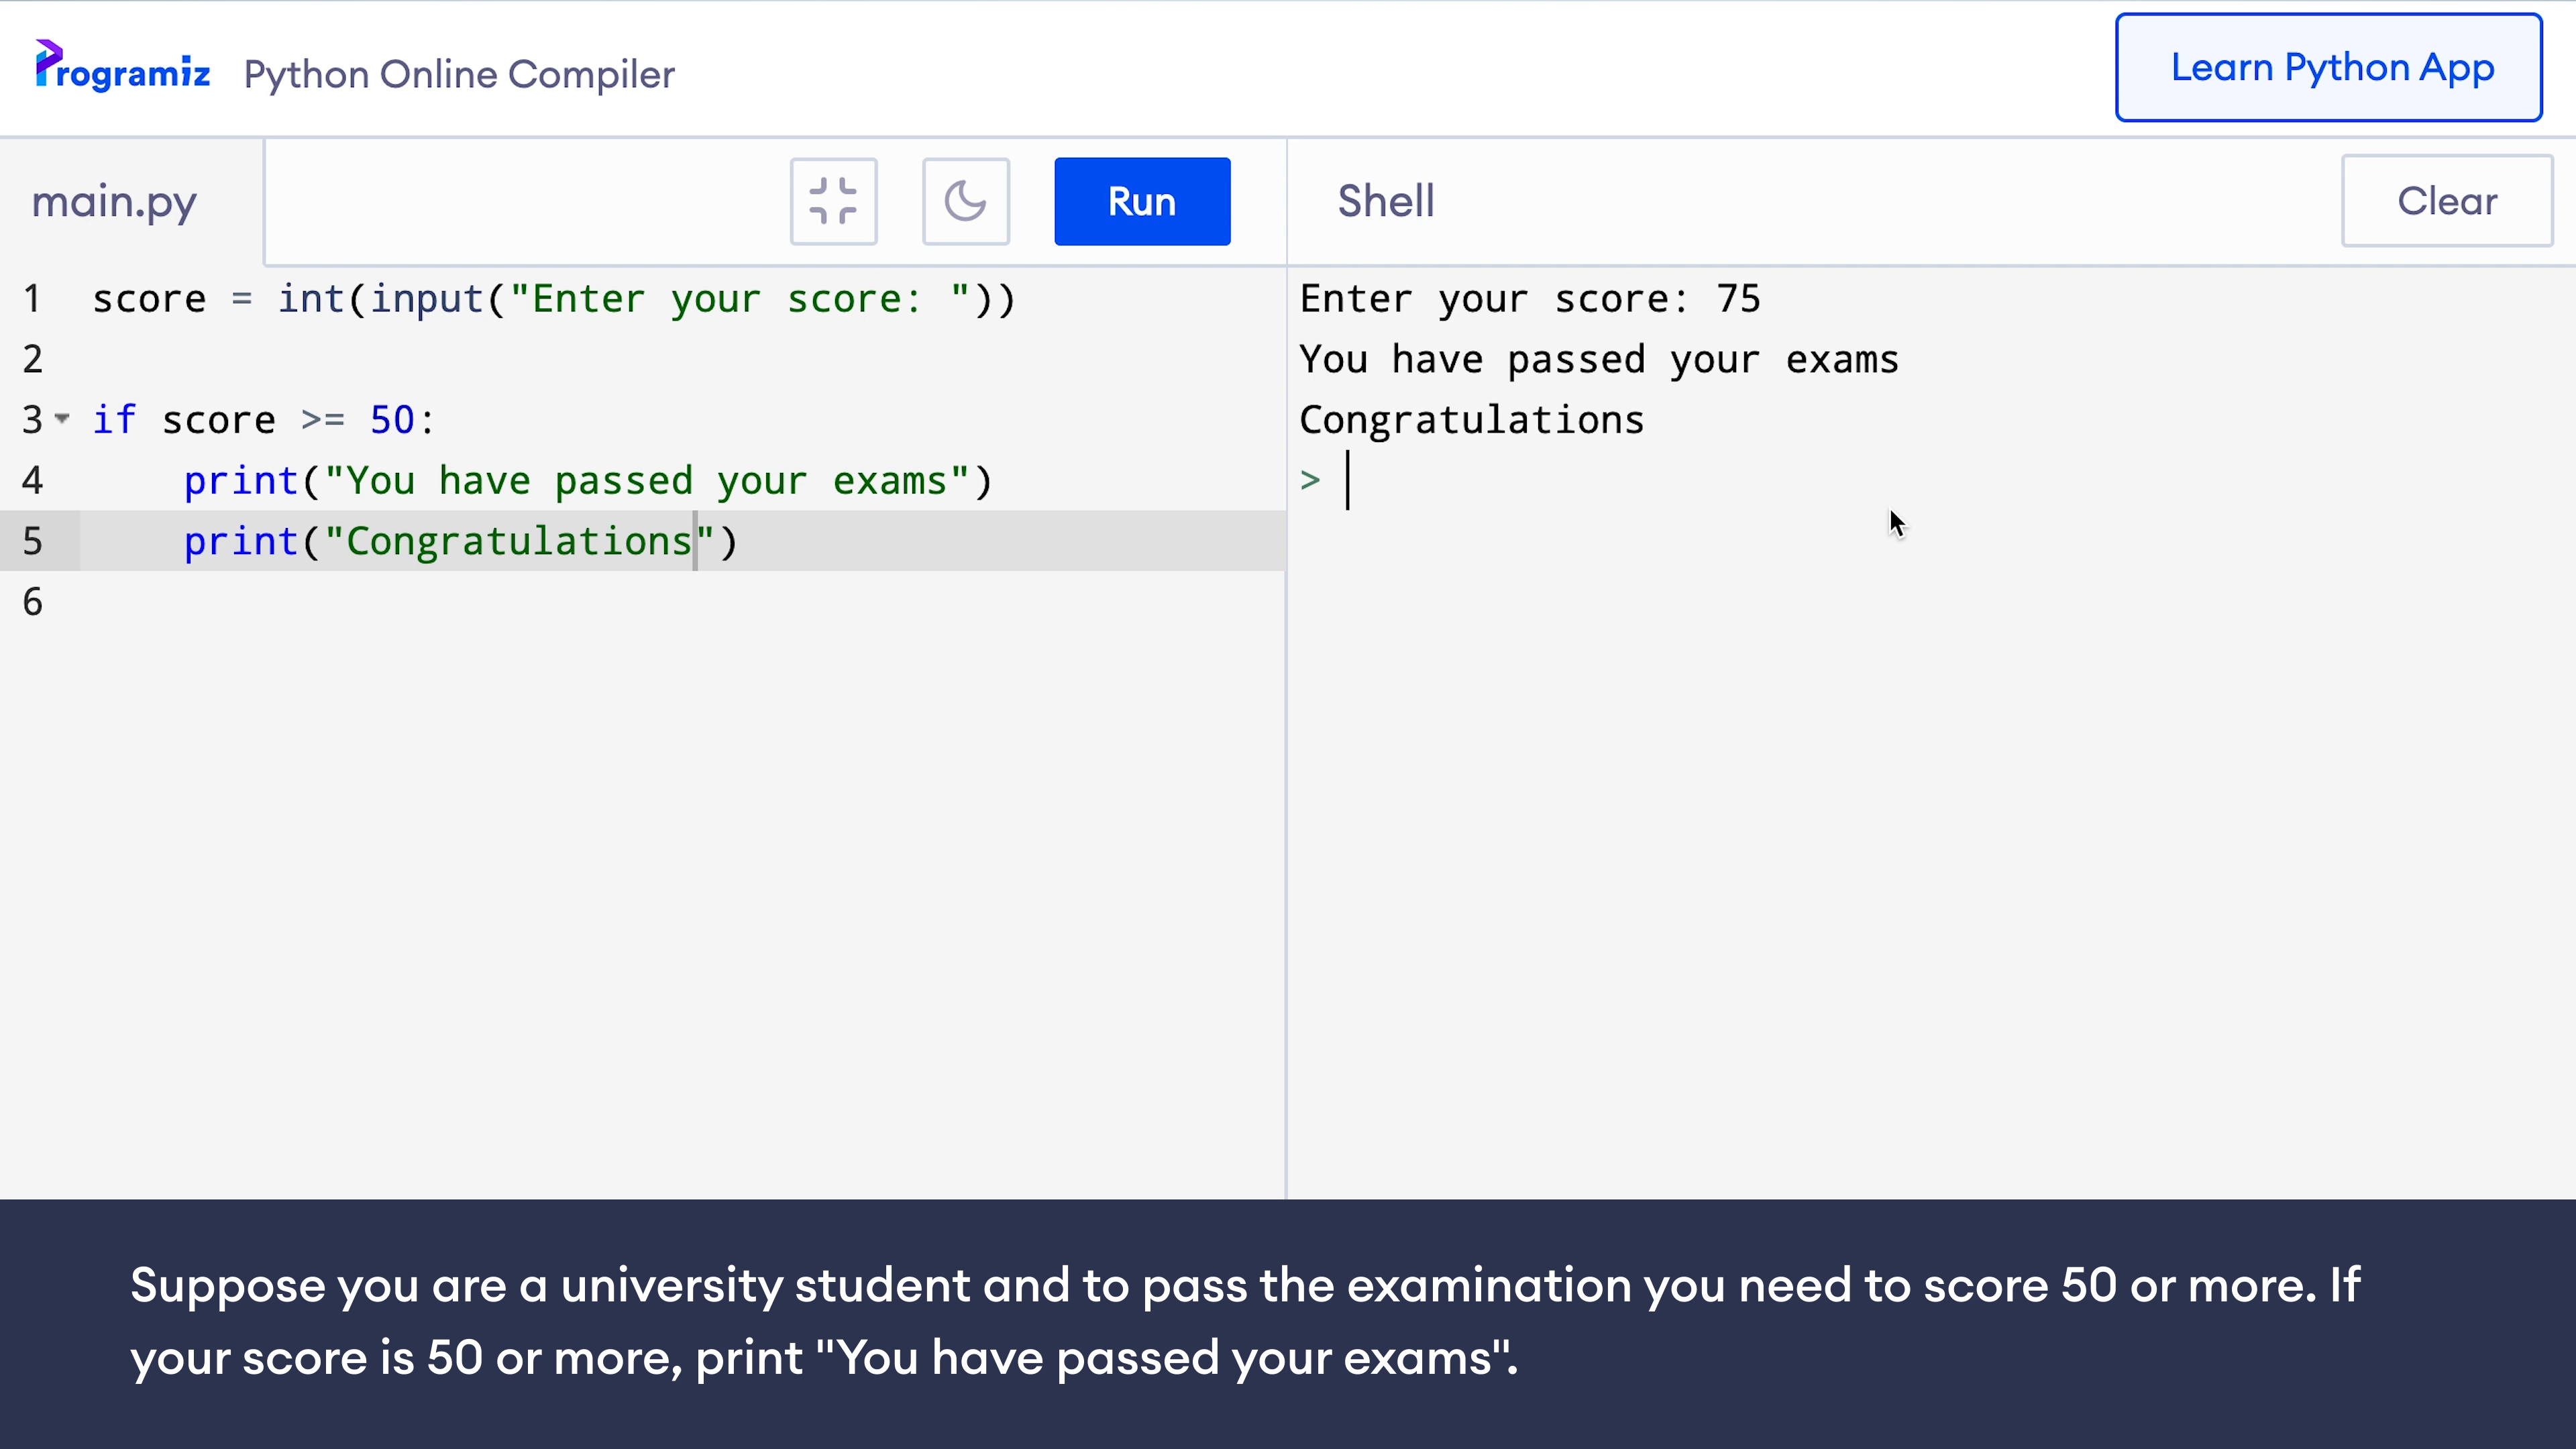 Programiz Python Online Compiler
Learn Python App
main.py
Run
Shell
Clear
1 score = int(input("Enter your score: "))
2
3 if score >= 50:
4     print("You have passed your exams")
5     print("Congratulations")
6
Enter your score: 75
You have passed your exams
Congratulations
>
Suppose you are a university student and to pass the examination you need to score 50 or more. If
your score is 50 or more, print "You have passed your exams".